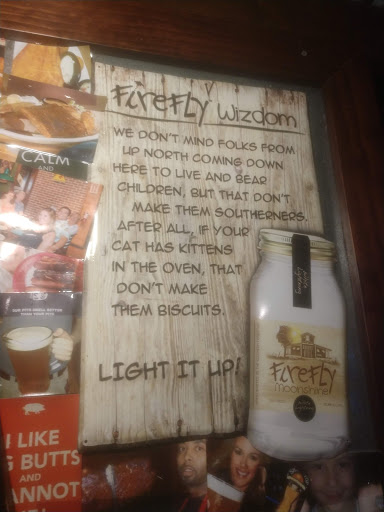 FIREFLY WIZDOM
WE DON'T MIND FOLKS FROM
UP NORTH COMING DOWN
HERE TO LIVE AND BEAR
CHILDREN, BUT THAT DON'T
MAKE THEM SOUTHERNERS.
AFTER ALL, IF YOUR
CAT HAS KITTENS
IN THE OVEN, THAT
DON'T MAKE
THEM BISCUITS.
LIGHT IT UP!
FIREFLY
Moonshine
CALM
AND
I LIKE
BUTTS
AND
ANNOT